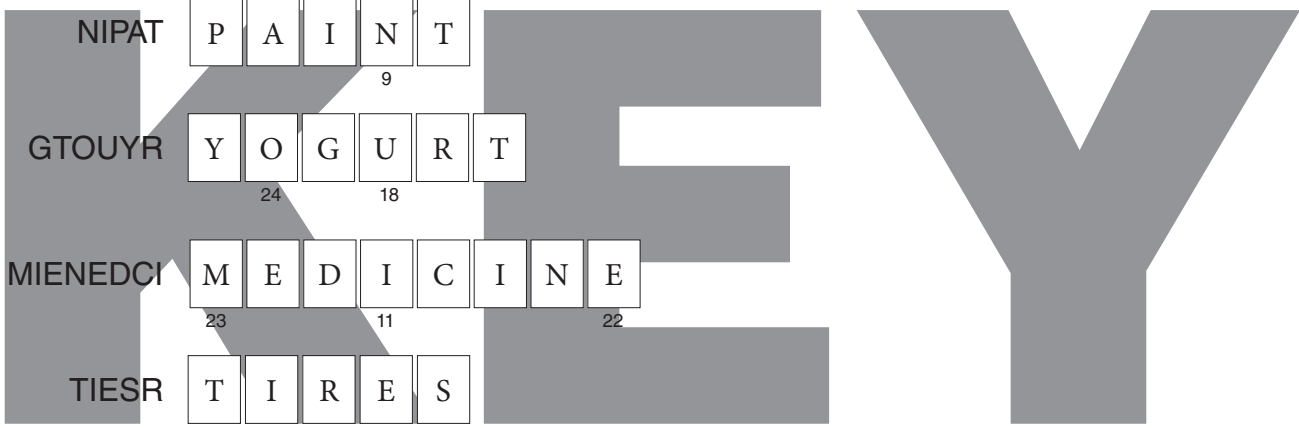 NIPAT P A I N T
9
GTOUYR Y O G U R T
24 18
MIENEDCI M E D I C I N E
23 11 22
TIESR T I R E S
KEY